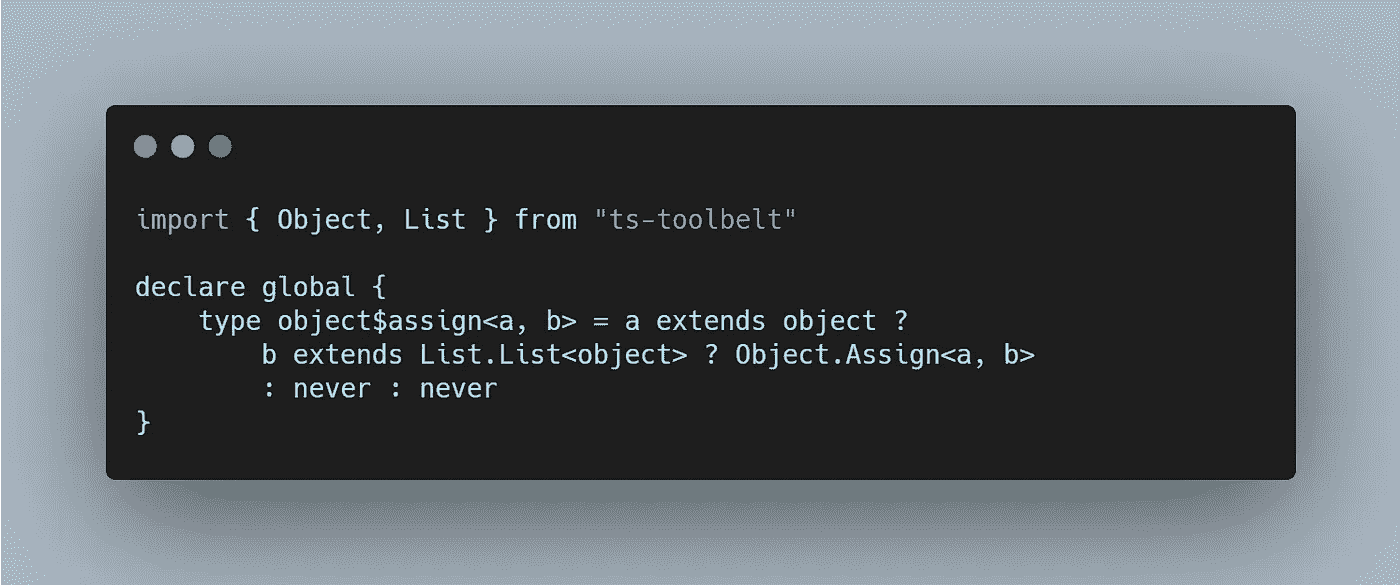 import { Object, List } from "ts-toolbelt"
declare global {
    type object$assign<a, b> = a extends object ?
        b extends List.List<object> ? Object.Assign<a, b>
        : never : never
}